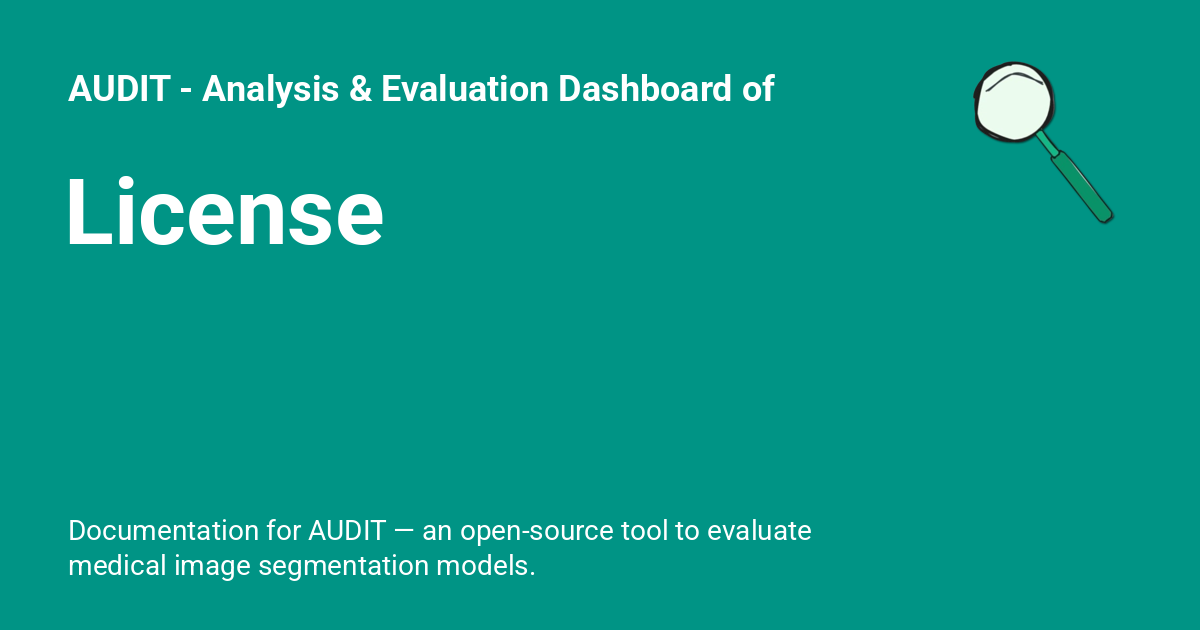 AUDIT - Analysis & Evaluation Dashboard of
License
Documentation for AUDIT — an open-source tool to evaluate
medical image segmentation models.